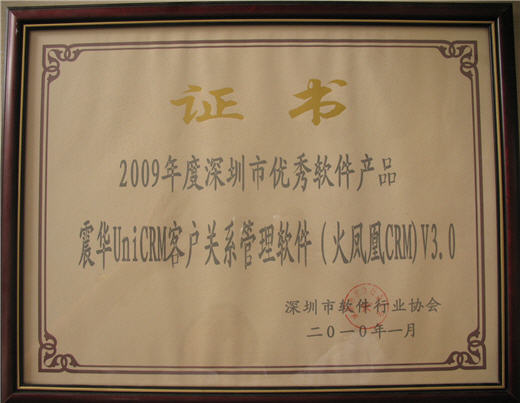 证书
2009年度深圳市优秀软件产品
震华UniCRM客户关系管理软件(火凤凰CRM)V3.0
深圳市软件行业协会
二0一0年一月